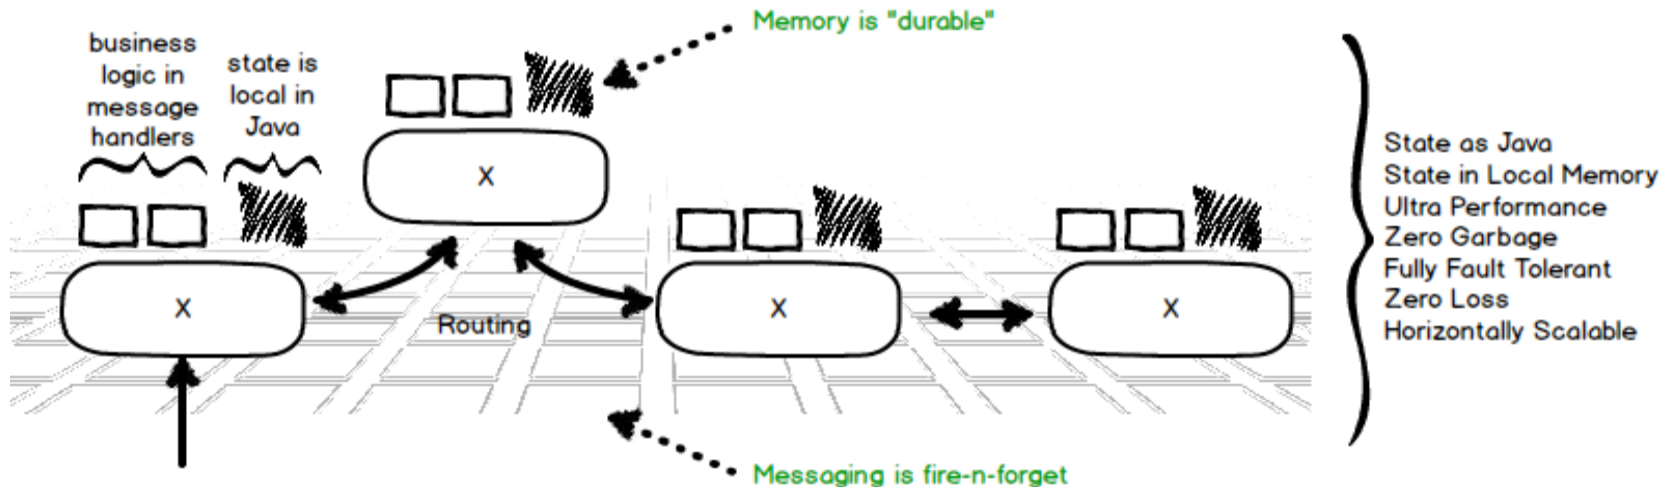 Memory is "durable"
business
logic in
message
handlers
state is
local in
Java
X
X
X
X
Routing
Messaging is fire-n-forget
State as Java
State in Local Memory
Ultra Performance
Zero Garbage
Fully Fault Tolerant
Zero Loss
Horizontally Scalable